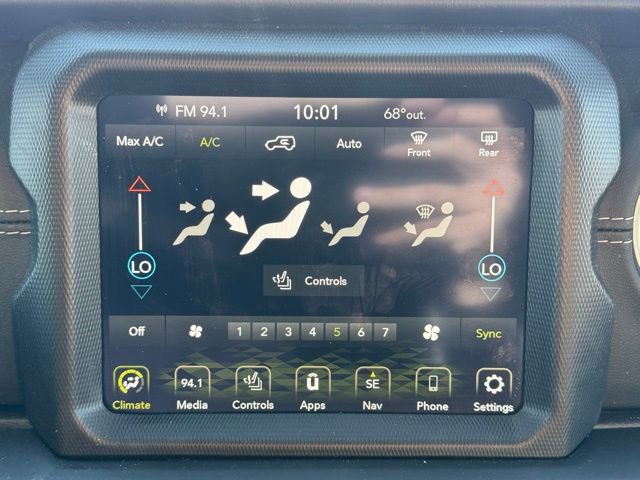 FM 94.1 10:01 68°out.
Max A/C A/C Auto Front Rear
LO LO
Controls
Off 1 2 3 4 5 6 7 Sync
94.1 SE
Climate Media Controls Apps Nav Phone Settings